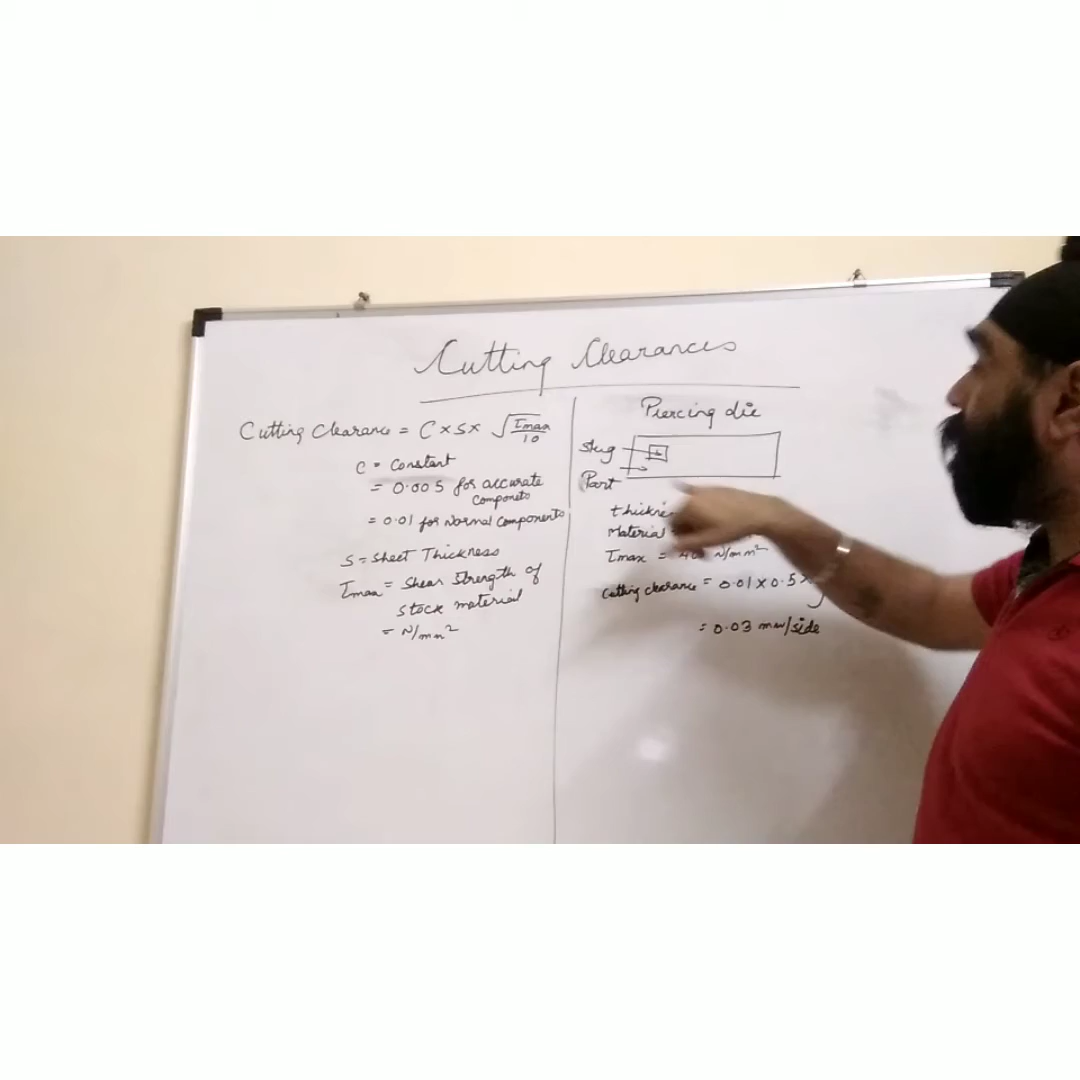 Cutting Clearances
Cutting Clearance = C × S × √τmax/10
C = Constant
= 0.005 for accurate
componets
= 0.01 for Normal components
S = Sheet Thickness
τmax = Shear Strength of
stock material
= N/mm²
Piercing die
Slug
Part
Material
τmax = N/mm²
Cutting clearance = 0.01 × 0.5 ×
= 0.03 mm/side